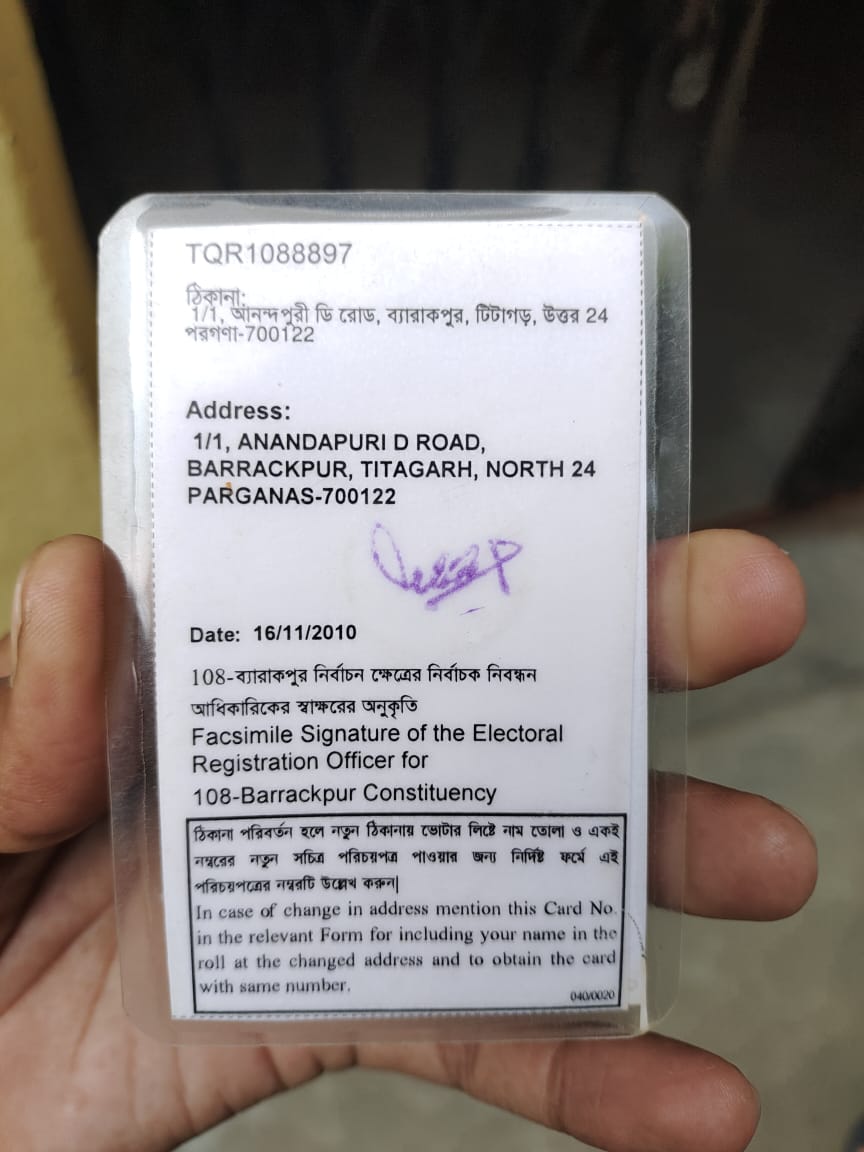 TQR1088897
ঠিকানা:
1/1, আনন্দপুরী ডি রোড, ব্যারাকপুর, টিটাগড়, উত্তর 24
পরগণা-700122
Address:
1/1, ANANDAPURI D ROAD,
BARRACKPUR, TITAGARH, NORTH 24
PARGANAS-700122
Date: 16/11/2010
108-ব্যারাকপুর নির্বাচন ক্ষেত্রের নির্বাচক নিবন্ধন
আধিকারিকের স্বাক্ষরের অনুকৃতি
Facsimile Signature of the Electoral
Registration Officer for
108-Barrackpur Constituency
ঠিকানা পরিবর্তন হলে নতুন ঠিকানায় ভোটার লিষ্টে নাম তোলা ও একই
নম্বরের নতুন সচিত্র পরিচয়পত্র পাওয়ার জন্য নির্দিষ্ট ফর্মে এই
পরিচয়পত্রের নম্বরটি উল্লেখ করুন|
In case of change in address mention this Card No.
in the relevant Form for including your name in the
roll at the changed address and to obtain the card
with same number.
040/0020